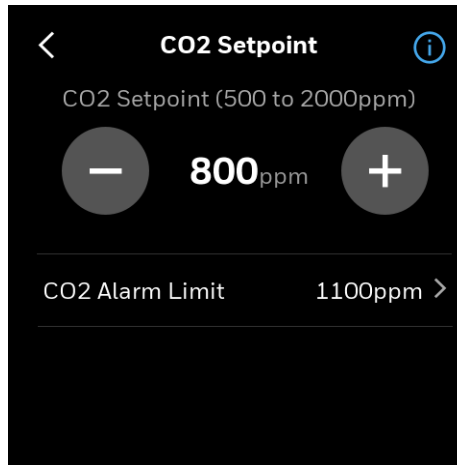 CO2 Setpoint
CO2 Setpoint (500 to 2000ppm)
800ppm
CO2 Alarm Limit 1100ppm